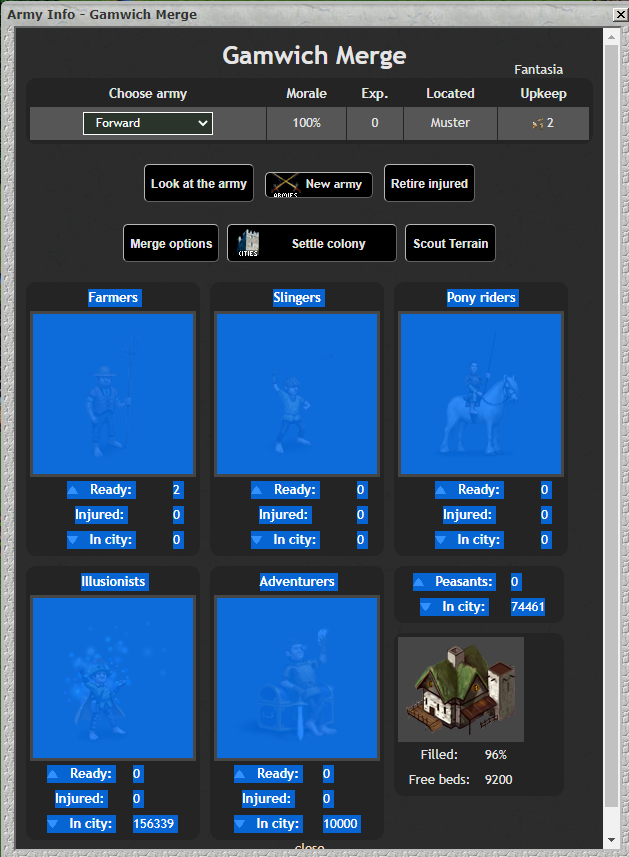 Army Info - Gamwich Merge
Gamwich Merge
Fantasia
Choose army Morale Exp. Located Upkeep
Forward 100% 0 Muster 2
Look at the army New army Retire injured
ARMIES
Merge options Settle colony Scout Terrain
CITIES
Farmers Slingers Pony riders
Ready: 2 Ready: 0 Ready: 0
Injured: 0 Injured: 0 Injured: 0
In city: 0 In city: 0 In city: 0
Illusionists Adventurers Peasants: 0
In city: 74461
Filled: 96%
Ready: 0 Ready: 0 Free beds: 9200
Injured: 0 Injured: 0
In city: 156339 In city: 10000
close